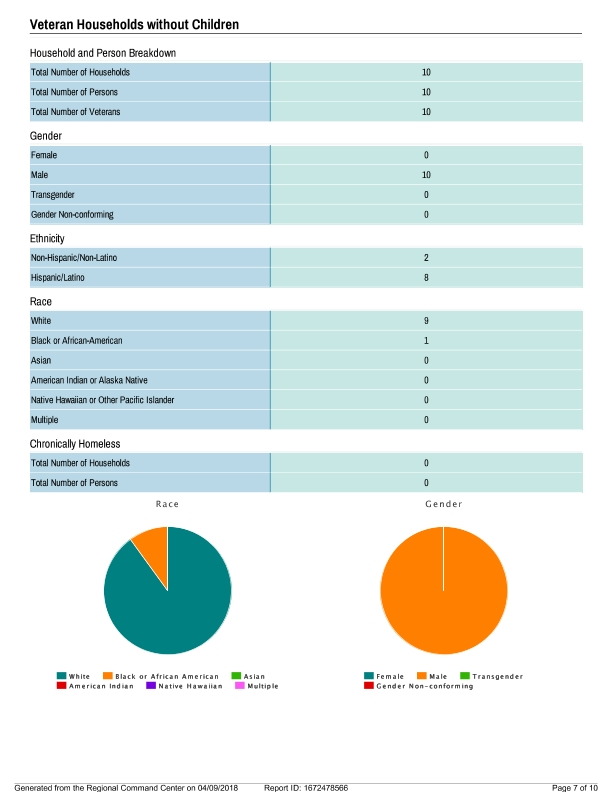 Veteran Households without Children
Household and Person Breakdown
Total Number of Households 10
Total Number of Persons 10
Total Number of Veterans 10
Gender
Female 0
Male 10
Transgender 0
Gender Non-conforming 0
Ethnicity
Non-Hispanic/Non-Latino 2
Hispanic/Latino 8
Race
White 9
Black or African-American 1
Asian 0
American Indian or Alaska Native 0
Native Hawaiian or Other Pacific Islander 0
Multiple 0
Chronically Homeless
Total Number of Households 0
Total Number of Persons 0
Race
White Black or African American Asian
American Indian Native Hawaiian Multiple
Gender
Female Male Transgender
Gender Non-conforming
Generated from the Regional Command Center on 04/09/2018 Report ID: 1672478566 Page 7 of 10